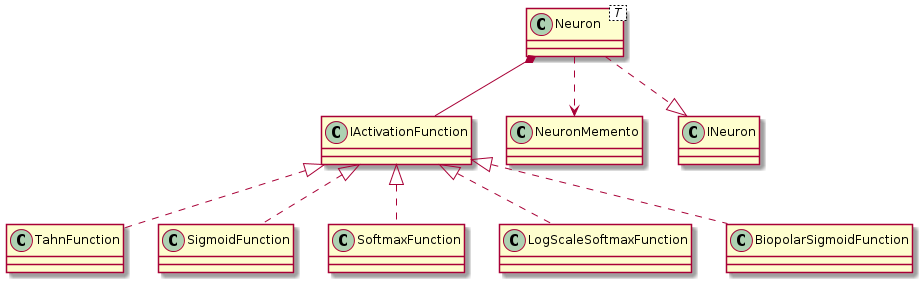 C Neuron T
C IActivationFunction
C NeuronMemento
C INeuron
C TahnFunction
C SigmoidFunction
C SoftmaxFunction
C LogScaleSoftmaxFunction
C BiopolarSigmoidFunction